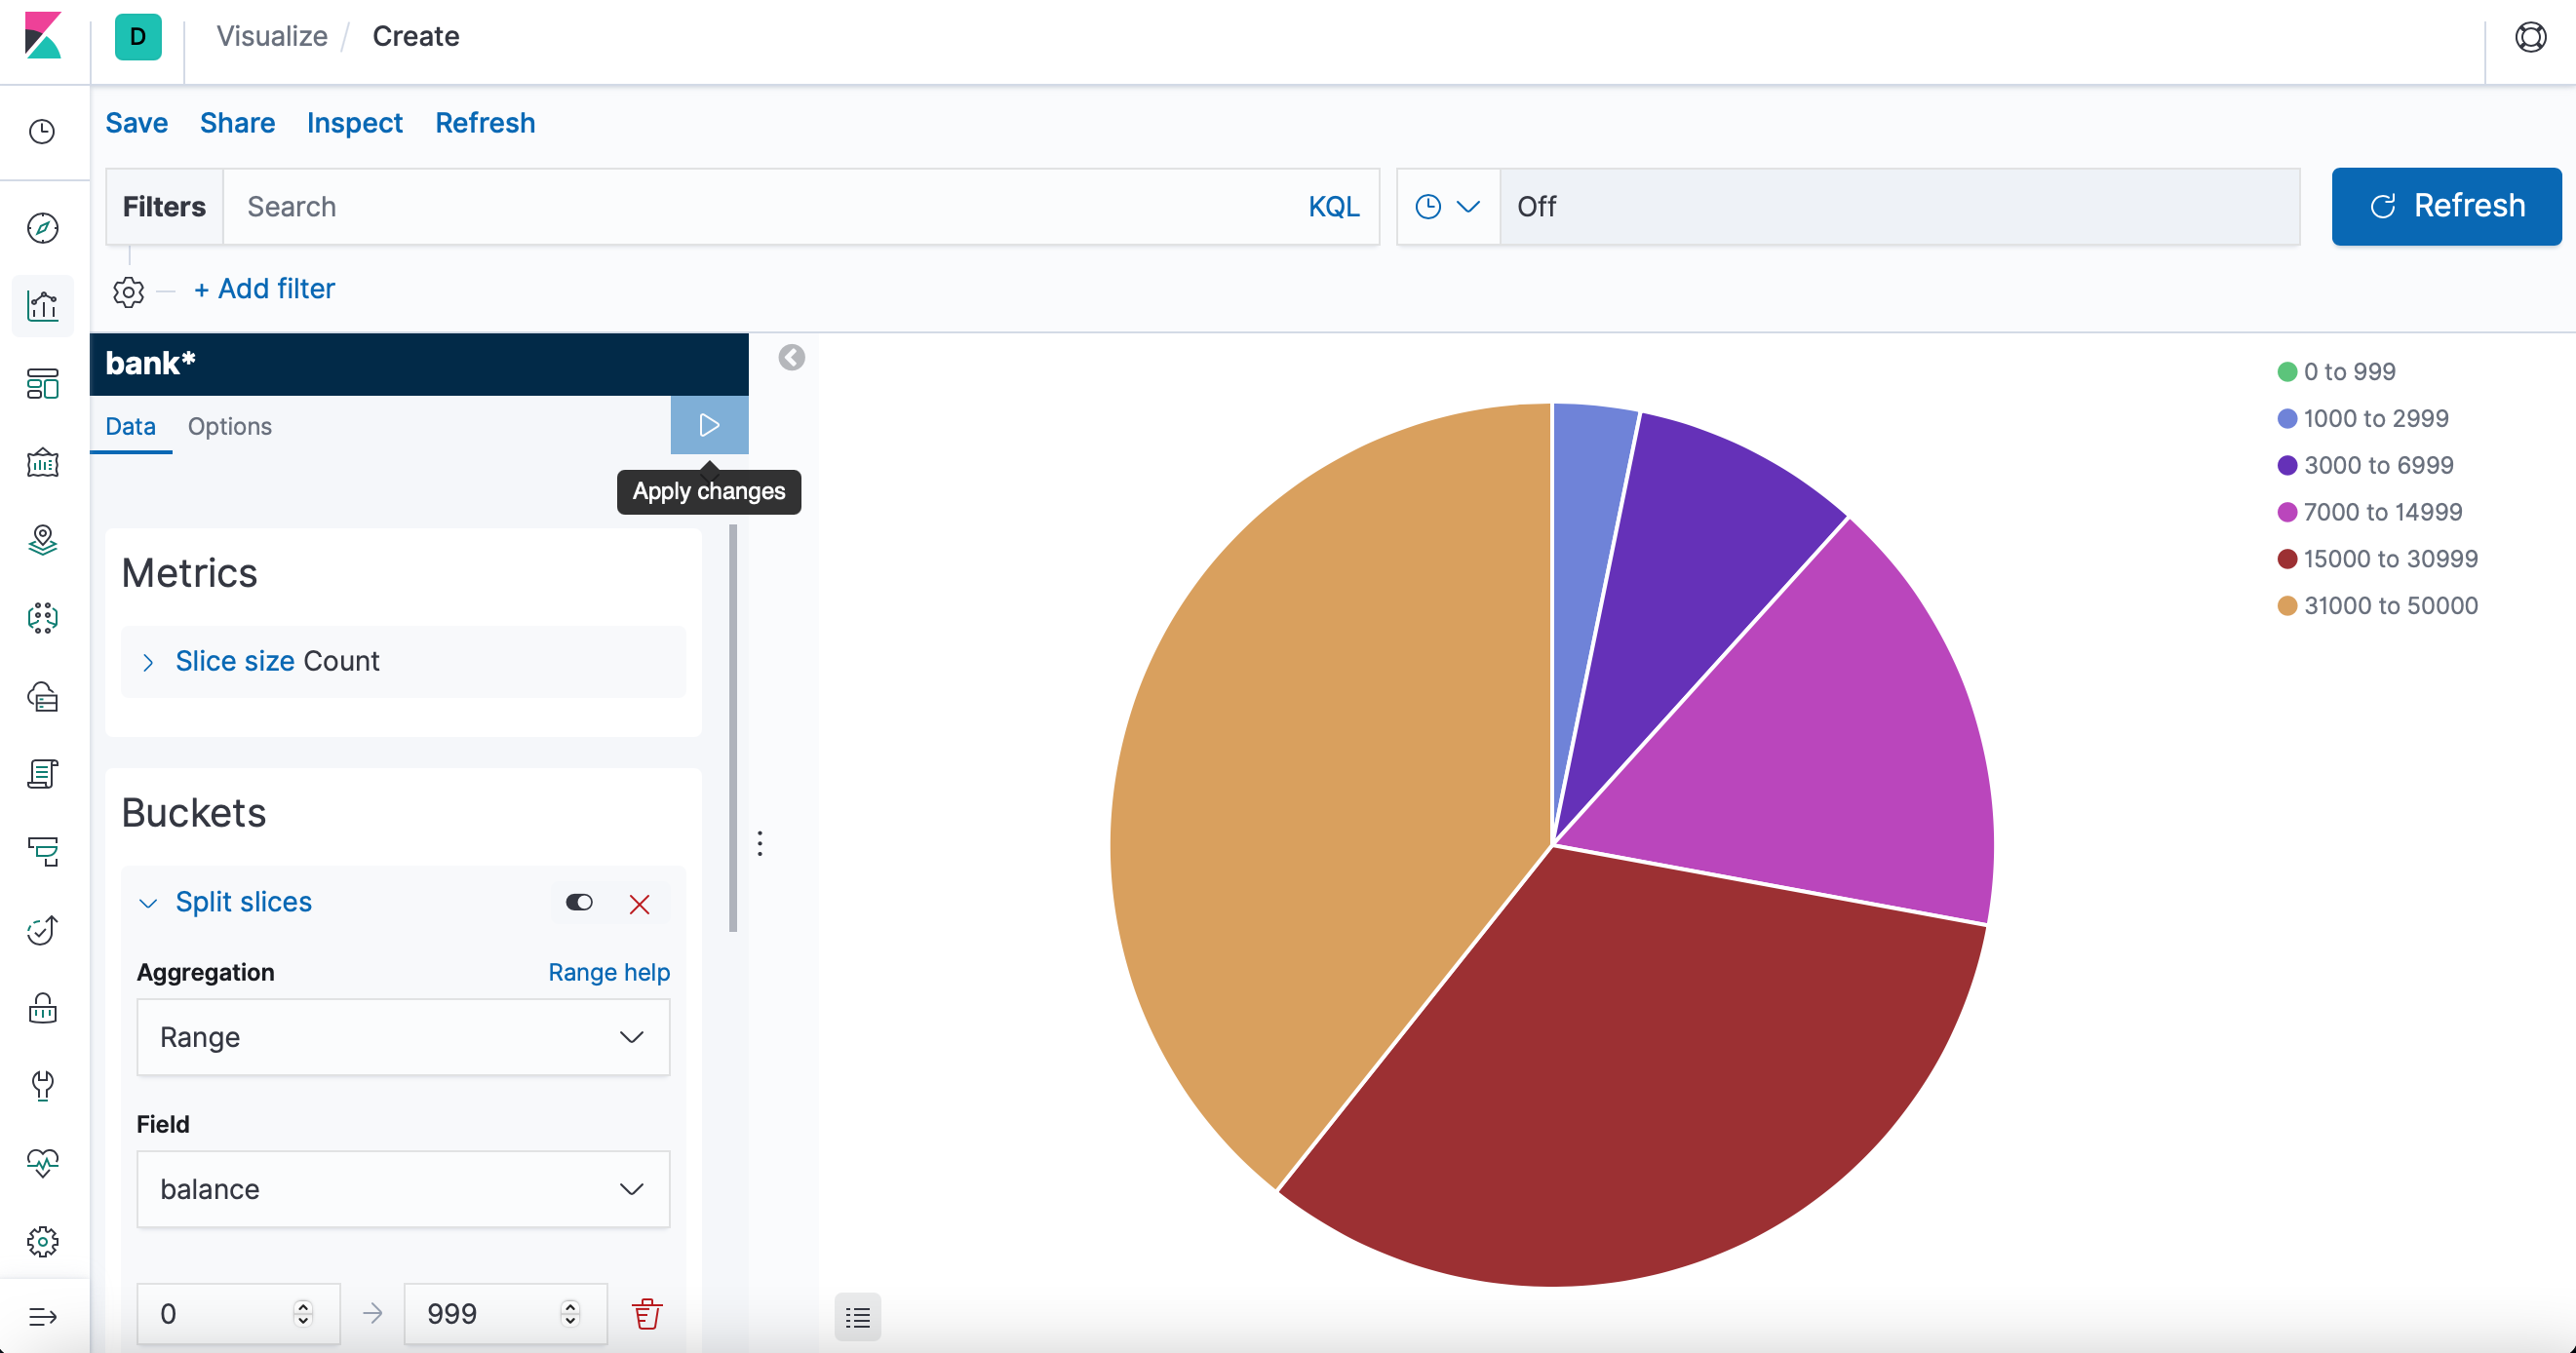 D Visualize / Create
Save Share Inspect Refresh
Filters Search KQL Off Refresh
+ Add filter
bank*
Data Options
Apply changes
Metrics
Slice size Count
Buckets
Split slices
Aggregation Range help
Range
Field
balance
0 → 999
0 to 999
1000 to 2999
3000 to 6999
7000 to 14999
15000 to 30999
31000 to 50000